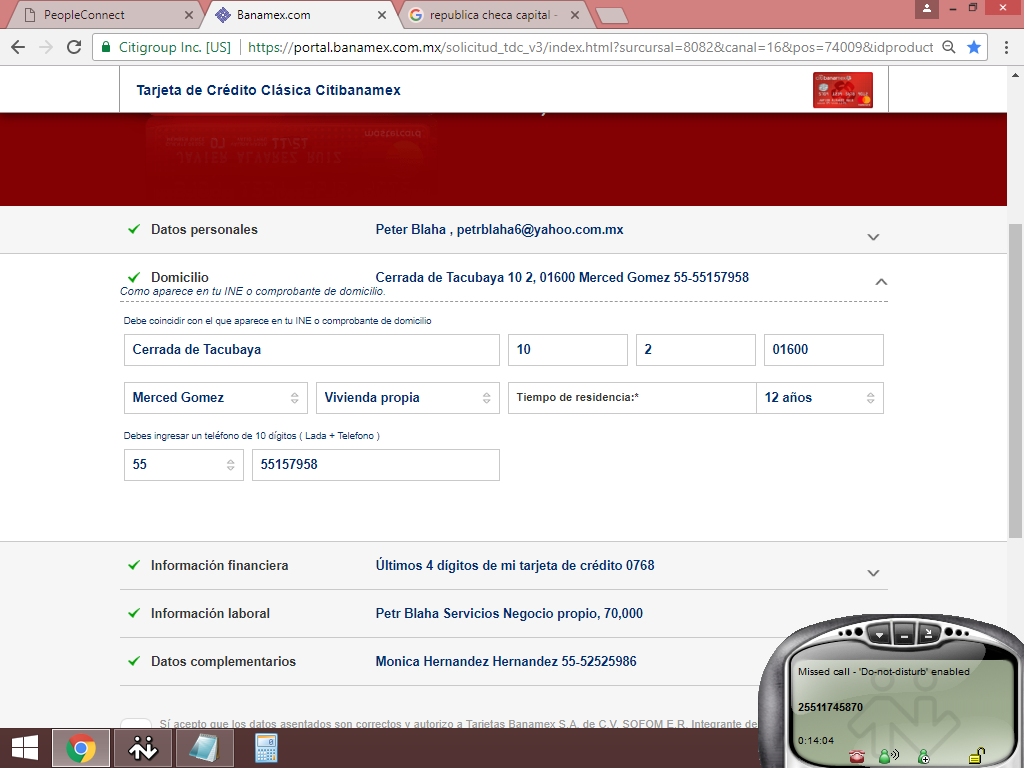 PeopleConnect
Banamex.com
republica checa capital -
Citigroup Inc. [US]
https://portal.banamex.com.mx/solicitud_tdc_v3/index.html?surcursal=8082&canal=16&pos=74009&idproduct
Tarjeta de Crédito Clásica Citibanamex
Datos personales
Peter Blaha , petrblaha6@yahoo.com.mx
Domicilio
Cerrada de Tacubaya 10 2, 01600 Merced Gomez 55-55157958
Como aparece en tu INE o comprobante de domicilio.
Debe coincidir con el que aparece en tu INE o comprobante de domicilio
Cerrada de Tacubaya
10
2
01600
Merced Gomez
Vivienda propia
Tiempo de residencia:*
12 años
Debes ingresar un teléfono de 10 dígitos ( Lada + Telefono )
55
55157958
Información financiera
Últimos 4 dígitos de mi tarjeta de crédito 0768
Información laboral
Petr Blaha Servicios Negocio propio, 70,000
Datos complementarios
Monica Hernandez Hernandez 55-52525986
Sí acepto que los datos asentados son correctos y autorizo a Tarjetas Banamex S.A. de C.V. SOFOM E.R. Integrante de
Missed call - 'Do-not-disturb' enabled
25511745870
0:14:04